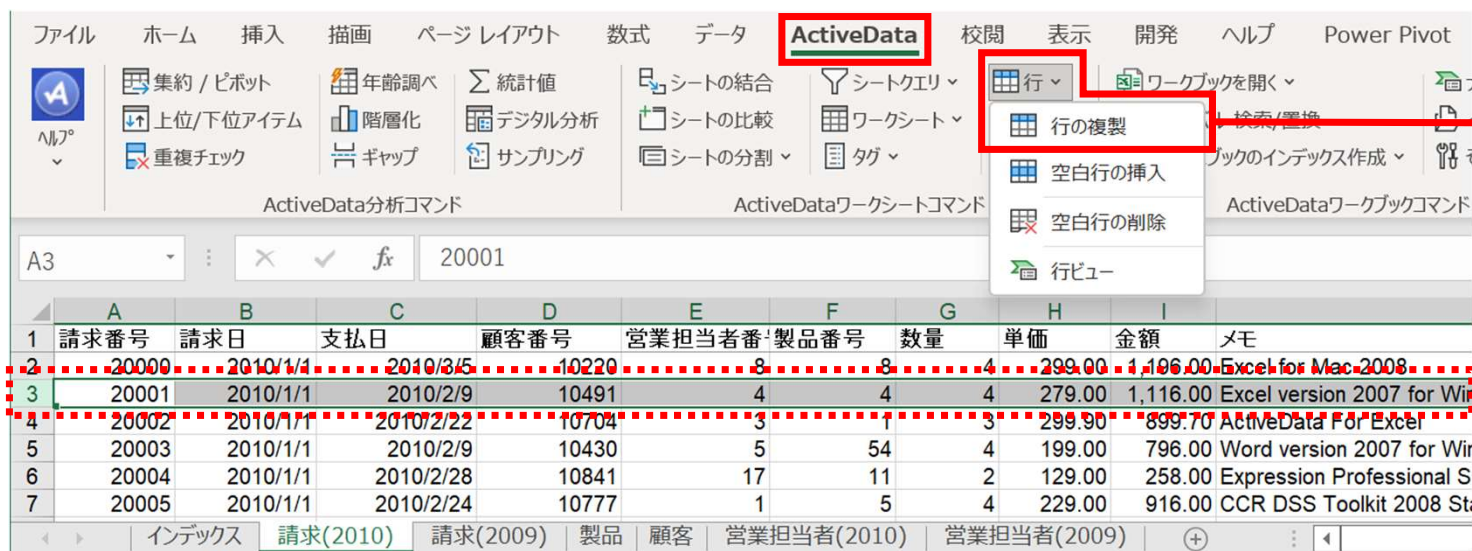 ファイル ホーム 挿入 描画 ページ レイアウト 数式 データ ActiveData 校閲 表示 開発 ヘルプ Power Pivot
集約 / ピボット 年齢調べ 統計値 シートの結合 シートクエリ 行 ワークブックを開く
ヘルプ 上位/下位アイテム 階層化 デジタル分析 シートの比較 ワークシート 行の複製 検索/置換
重複チェック ギャップ サンプリング シートの分割 タグ 空白行の挿入 ブックのインデックス作成
ActiveData分析コマンド ActiveDataワークシートコマンド 空白行の削除 ActiveDataワークブックコマンド
行ビュー
A3 fx 20001
A B C D E F G H I
1 請求番号 請求日 支払日 顧客番号 営業担当者番 製品番号 数量 単価 金額 メモ
2 20000 2010/1/1 2010/3/5 10220 8 8 4 299.00 1,196.00 Excel for Mac 2008
3 20001 2010/1/1 2010/2/9 10491 4 4 4 279.00 1,116.00 Excel version 2007 for Win
4 20002 2010/1/1 2010/2/22 10704 3 1 3 299.90 899.70 ActiveData For Excel
5 20003 2010/1/1 2010/2/9 10430 5 54 4 199.00 796.00 Word version 2007 for Win
6 20004 2010/1/1 2010/2/28 10841 17 11 2 129.00 258.00 Expression Professional S
7 20005 2010/1/1 2010/2/24 10777 1 5 4 229.00 916.00 CCR DSS Toolkit 2008 Sta
インデックス 請求(2010) 請求(2009) 製品 顧客 営業担当者(2010) 営業担当者(2009)